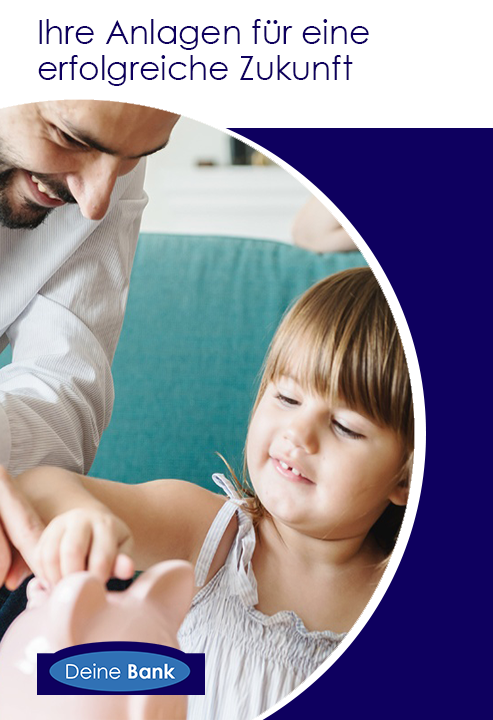 Ihre Anlagen für eine
erfolgreiche Zukunft
Deine Bank